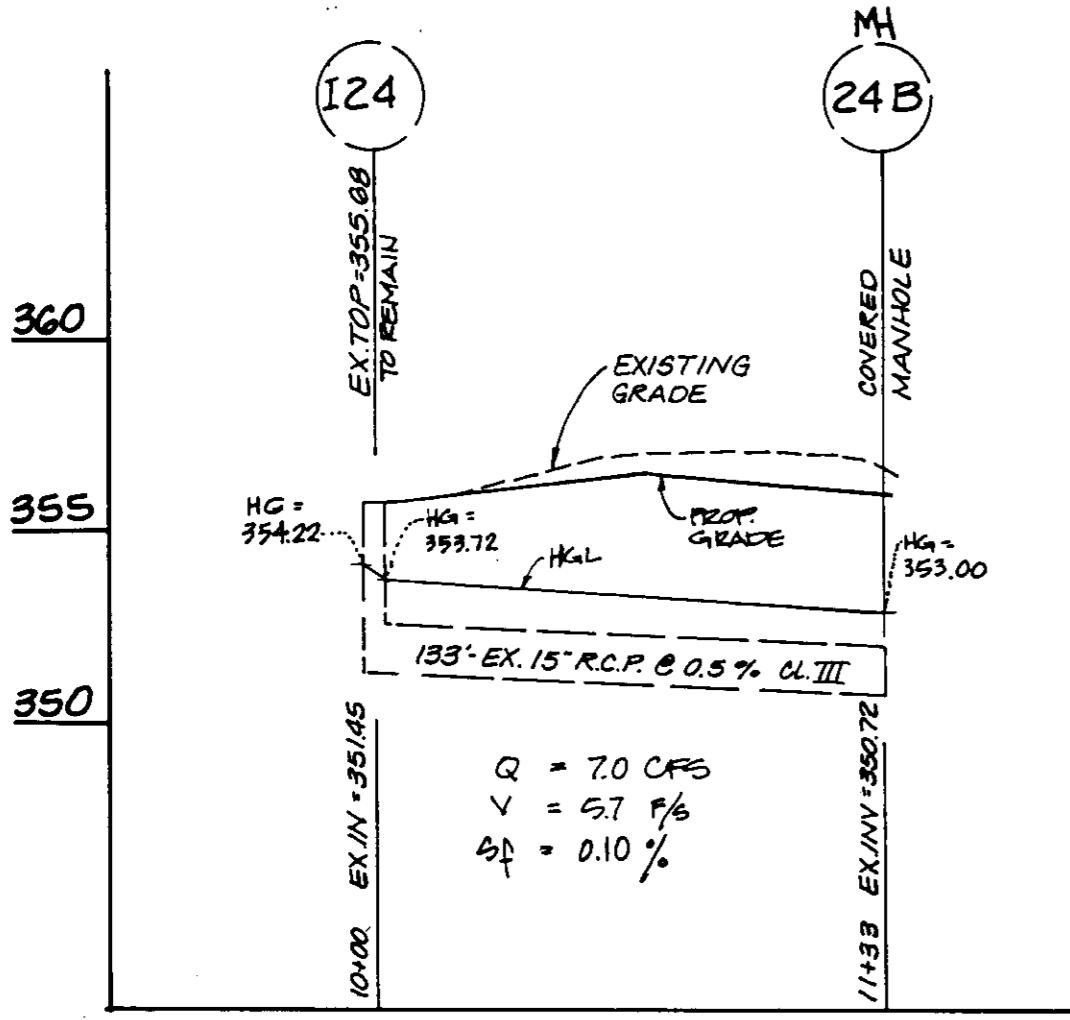 MH
I24
24B
EX.TOP=355.68
TO REMAIN
COVERED
MANHOLE
360
EXISTING
GRADE
355
HG =
354.22
HG =
353.72
HGL
PROP.
GRADE
HG =
353.00
133'-EX. 15" R.C.P. @ 0.5% CL. III
350
10+00 EX.IN =351.45
11+33 EX.INV =350.72
Q = 7.0 CFS
V = 5.7 F/S
Sf = 0.10 %